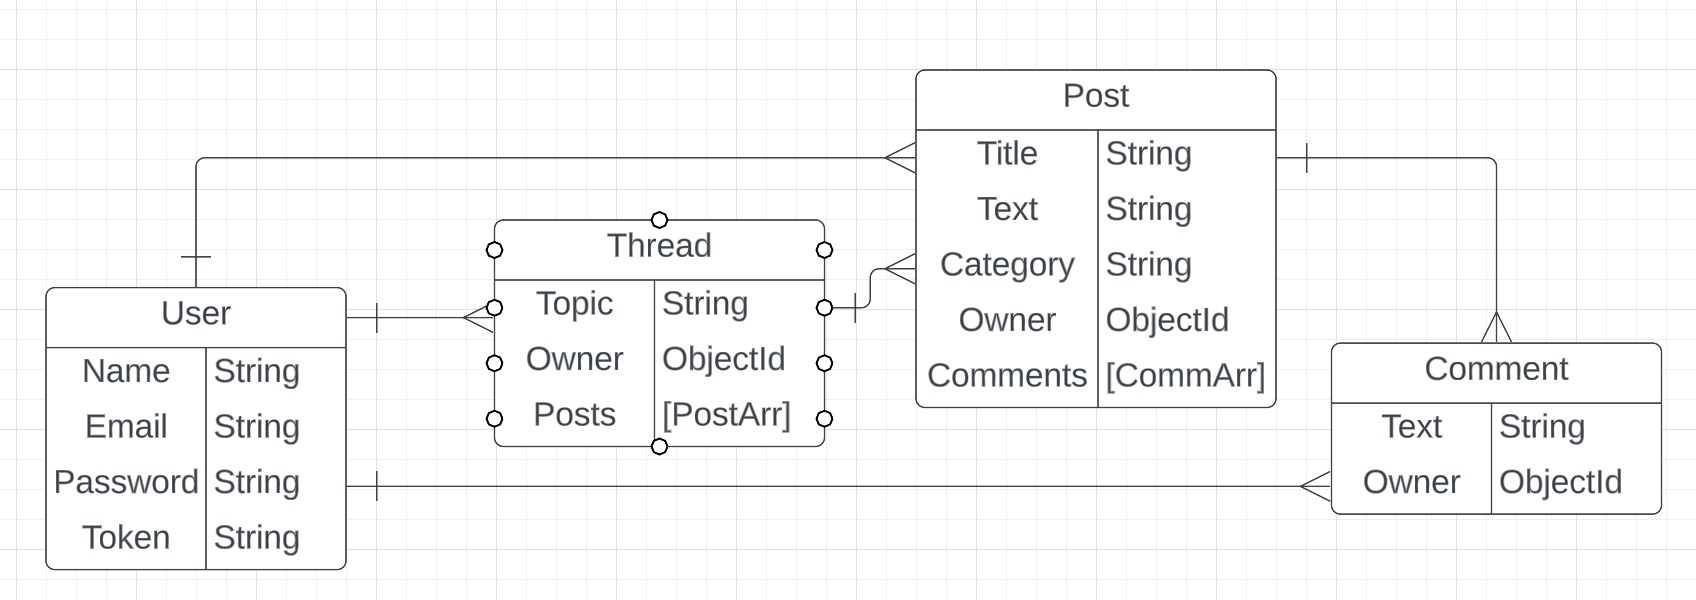 User
Name String
Email String
Password String
Token String
Thread
Topic String
Owner ObjectId
Posts [PostArr]
Post
Title String
Text String
Category String
Owner ObjectId
Comments [CommArr]
Comment
Text String
Owner ObjectId